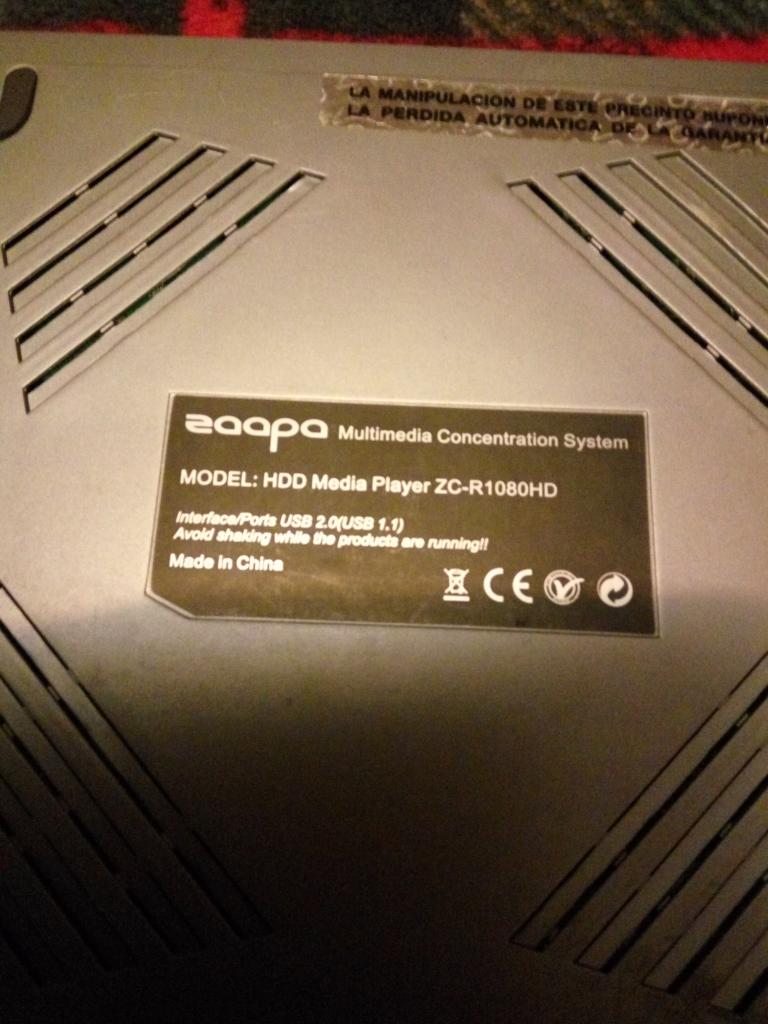 LA MANIPULACION DE ESTE PRECINTO SUPONE
LA PERDIDA AUTOMATICA DE LA GARANTIA
zaapa Multimedia Concentration System
MODEL: HDD Media Player ZC-R1080HD
Interface/Ports USB 2.0(USB 1.1)
Avoid shaking while the products are running!!
Made in China
CE